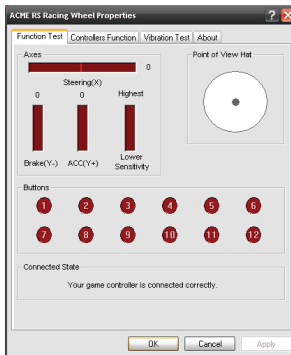 ACME RS Racing Wheel Properties
Function Test Controllers Function Vibration Test About
Axes
0
Steering(X)
Point of View Hat
0 0 Highest
Brake(Y-) ACC(Y+) Lower
Sensitivity
Buttons
1 2 3 4 5 6
7 8 9 10 11 12
Connected State
Your game controller is connected correctly.
OK Cancel Apply